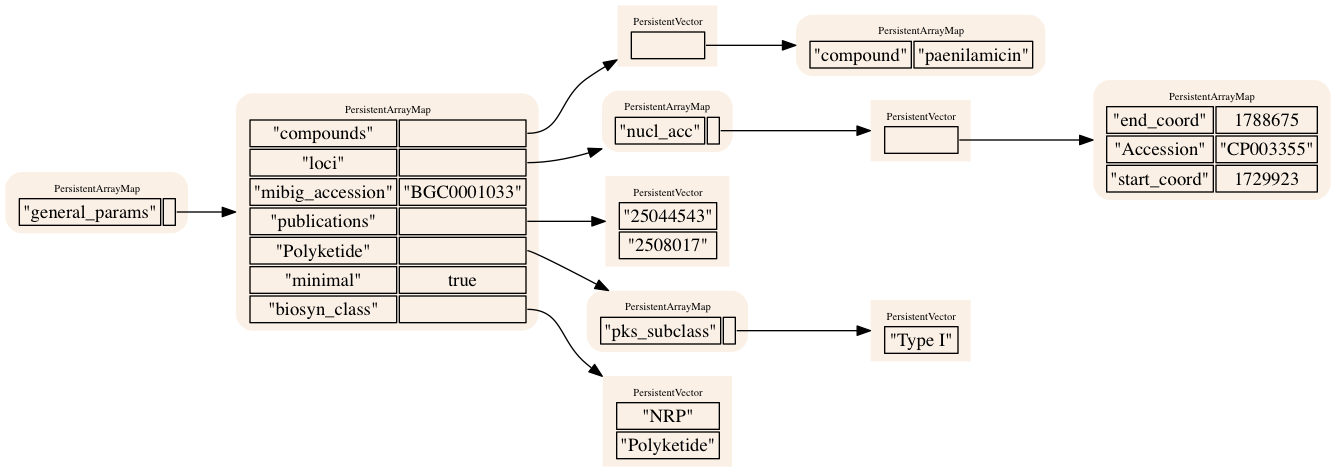 PersistentArrayMap
"general_params"
PersistentArrayMap
"compounds"
"loci"
"mibig_accession" "BGC0001033"
"publications"
"Polyketide"
"minimal" true
"biosyn_class"
PersistentVector
PersistentArrayMap
"compound" "paenilamicin"
PersistentArrayMap
"nucl_acc"
PersistentVector
PersistentArrayMap
"end_coord" 1788675
"Accession" "CP003355"
"start_coord" 1729923
PersistentVector
"25044543"
"2508017"
PersistentArrayMap
"pks_subclass"
PersistentVector
"Type I"
PersistentVector
"NRP"
"Polyketide"